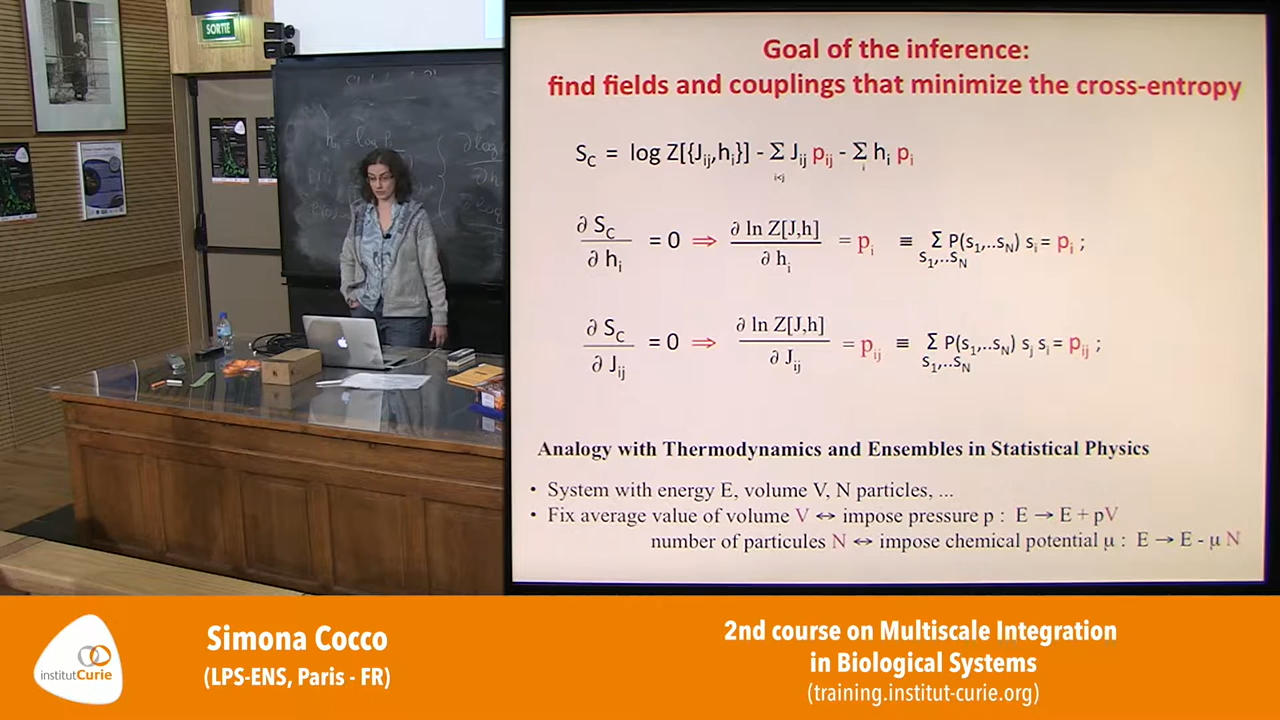 SORTIE
Goal of the inference:
find fields and couplings that minimize the cross-entropy
S_C = log Z[{J_ij,h_i}] - Σ_{i<j} J_ij p_ij - Σ_i h_i p_i
∂ S_C / ∂ h_i = 0 ⇒ ∂ ln Z[J,h] / ∂ h_i = p_i ≡ Σ_{s_1,..s_N} P(s_1,..s_N) s_i = p_i ;
∂ S_C / ∂ J_ij = 0 ⇒ ∂ ln Z[J,h] / ∂ J_ij = p_ij ≡ Σ_{s_1,..s_N} P(s_1,..s_N) s_j s_i = p_ij ;
Analogy with Thermodynamics and Ensembles in Statistical Physics
• System with energy E, volume V, N particles, ...
• Fix average value of volume V ↔ impose pressure p : E → E + pV
number of particules N ↔ impose chemical potential μ : E → E - μ N
institutCurie
Simona Cocco
(LPS-ENS, Paris - FR)
2nd course on Multiscale Integration
in Biological Systems
(training.institut-curie.org)